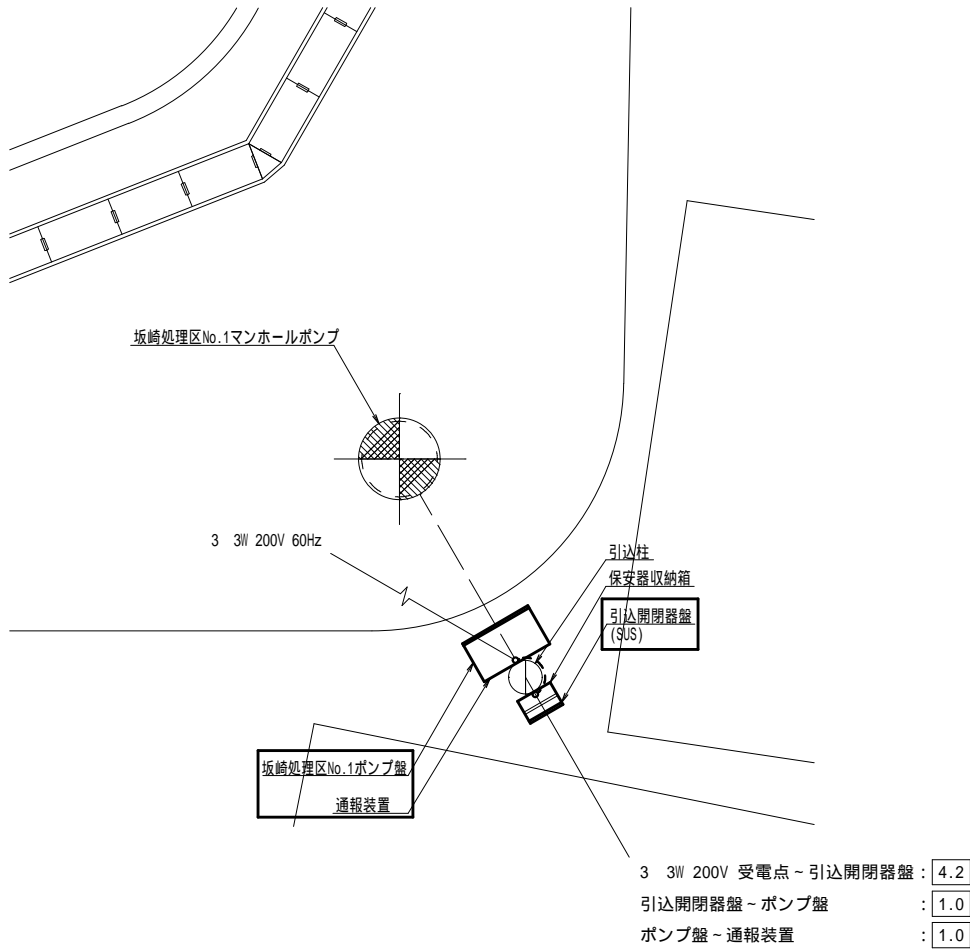 坂崎処理区No.1マンホールポンプ
3 3W 200V 60Hz
引込柱
保安器収納箱
引込開閉器盤
(SUS)
坂崎処理区No.1ポンプ盤
通報装置
3 3W 200V 受電点~引込開閉器盤 : 4.2
引込開閉器盤~ポンプ盤 : 1.0
ポンプ盤~通報装置 : 1.0